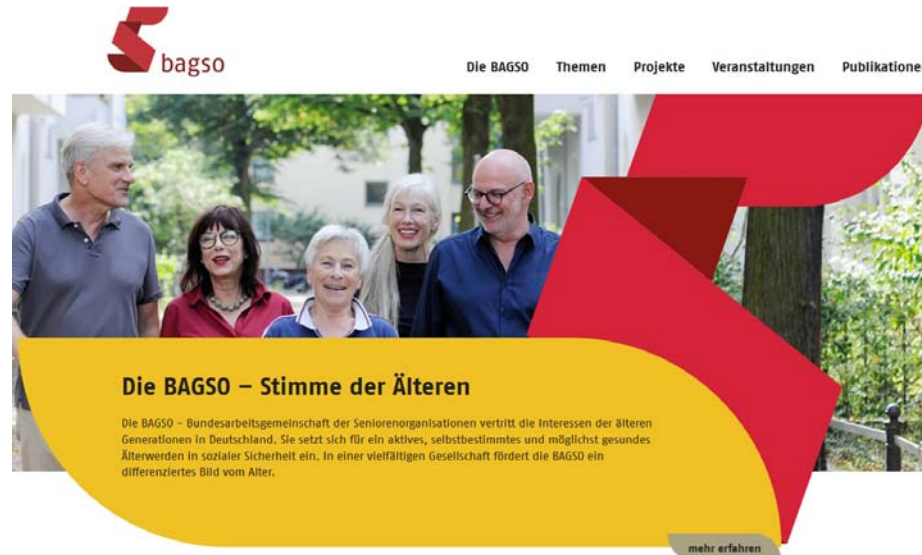 bagso
Die BAGSO Themen Projekte Veranstaltungen Publikatione
Die BAGSO – Stimme der Älteren
Die BAGSO – Bundesarbeitsgemeinschaft der Seniorenorganisationen vertritt die Interessen der älteren
Generationen in Deutschland. Sie setzt sich für ein aktives, selbstbestimmtes und möglichst gesundes
Älterwerden in sozialer Sicherheit ein. In einer vielfältigen Gesellschaft fördert die BAGSO ein
differenziertes Bild vom Alter.
mehr erfahren